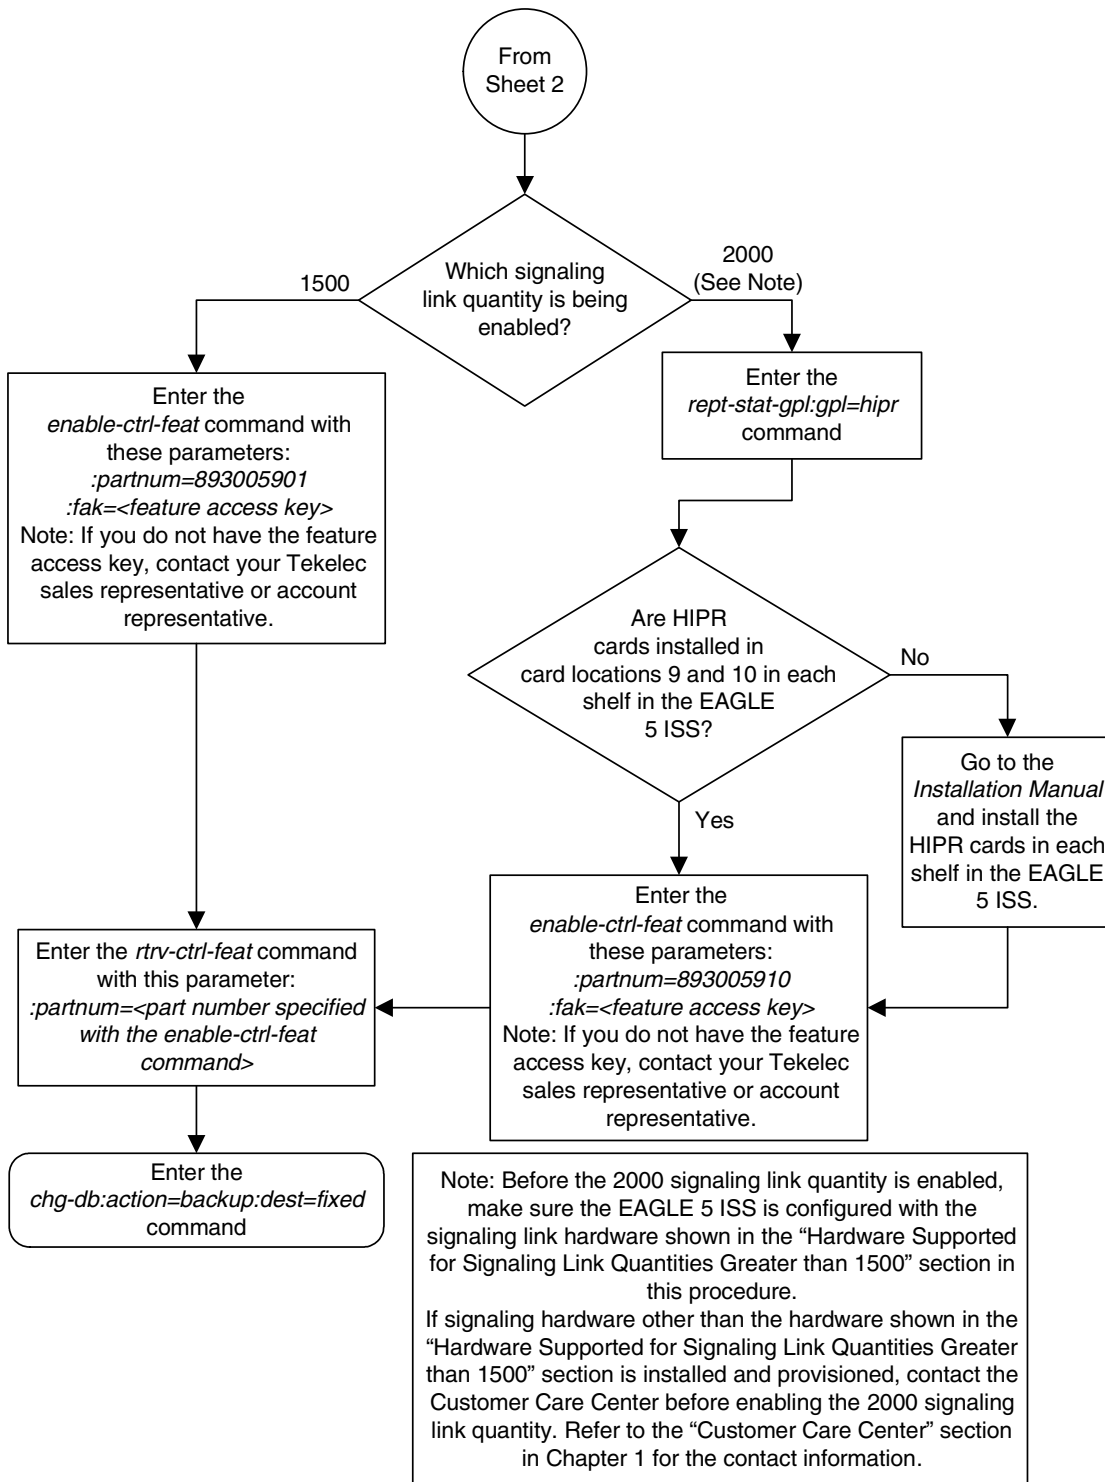 From
Sheet 2
Which signaling
link quantity is being
enabled?
1500
2000
(See Note)
Enter the
enable-ctrl-feat command with
these parameters:
:partnum=893005901
:fak=<feature access key>
Note: If you do not have the feature
access key, contact your Tekelec
sales representative or account
representative.
Enter the
rept-stat-gpl:gpl=hipr
command
Are HIPR
cards installed in
card locations 9 and 10 in each
shelf in the EAGLE
5 ISS?
No
Yes
Go to the
Installation Manual
and install the
HIPR cards in each
shelf in the EAGLE
5 ISS.
Enter the
enable-ctrl-feat command with
these parameters:
:partnum=893005910
:fak=<feature access key>
Note: If you do not have the feature
access key, contact your Tekelec
sales representative or account
representative.
Enter the rtrv-ctrl-feat command
with this parameter:
:partnum=<part number specified
with the enable-ctrl-feat
command>
Enter the
chg-db:action=backup:dest=fixed
command
Note: Before the 2000 signaling link quantity is enabled,
make sure the EAGLE 5 ISS is configured with the
signaling link hardware shown in the “Hardware Supported
for Signaling Link Quantities Greater than 1500” section in
this procedure.
If signaling hardware other than the hardware shown in the
“Hardware Supported for Signaling Link Quantities Greater
than 1500” section is installed and provisioned, contact the
Customer Care Center before enabling the 2000 signaling
link quantity. Refer to the “Customer Care Center” section
in Chapter 1 for the contact information.